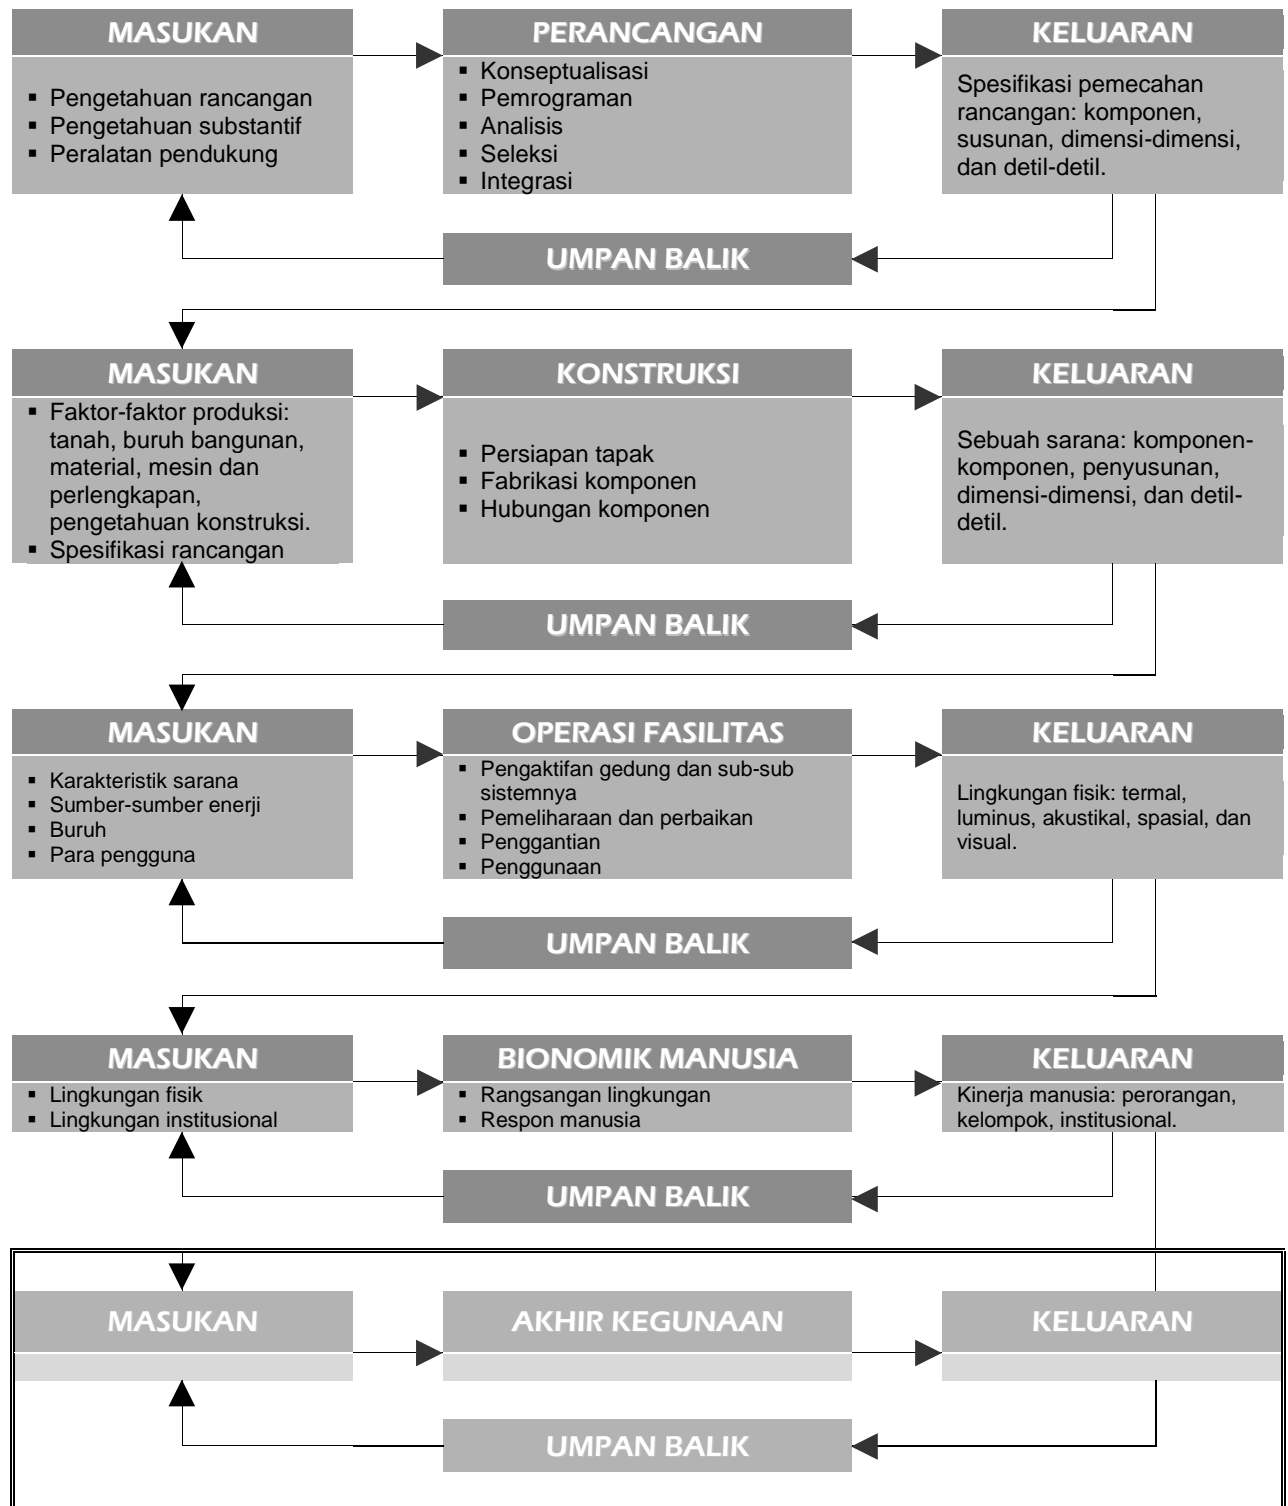 MASUKAN
▪ Pengetahuan rancangan
▪ Pengetahuan substantif
▪ Peralatan pendukung
PERANCANGAN
▪ Konseptualisasi
▪ Pemrograman
▪ Analisis
▪ Seleksi
▪ Integrasi
KELUARAN
Spesifikasi pemecahan
rancangan: komponen,
susunan, dimensi-dimensi,
dan detil-detil.
UMPAN BALIK
MASUKAN
▪ Faktor-faktor produksi:
tanah, buruh bangunan,
material, mesin dan
perlengkapan,
pengetahuan konstruksi.
▪ Spesifikasi rancangan
KONSTRUKSI
▪ Persiapan tapak
▪ Fabrikasi komponen
▪ Hubungan komponen
KELUARAN
Sebuah sarana: komponen-
komponen, penyusunan,
dimensi-dimensi, dan detil-
detil.
UMPAN BALIK
MASUKAN
▪ Karakteristik sarana
▪ Sumber-sumber enerji
▪ Buruh
▪ Para pengguna
OPERASI FASILITAS
▪ Pengaktifan gedung dan sub-sub
sistemnya
▪ Pemeliharaan dan perbaikan
▪ Penggantian
▪ Penggunaan
KELUARAN
Lingkungan fisik: termal,
luminus, akustikal, spasial, dan
visual.
UMPAN BALIK
MASUKAN
▪ Lingkungan fisik
▪ Lingkungan institusional
BIONOMIK MANUSIA
▪ Rangsangan lingkungan
▪ Respon manusia
KELUARAN
Kinerja manusia: perorangan,
kelompok, institusional.
UMPAN BALIK
MASUKAN
AKHIR KEGUNAAN
KELUARAN
UMPAN BALIK